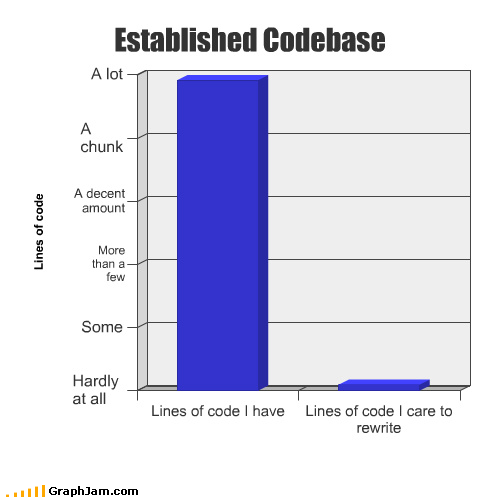 Established Codebase
A lot
A
chunk
A decent
amount
More
than a
few
Some
Hardly
at all
Lines of code
Lines of code I have
Lines of code I care to
rewrite
GraphJam.com